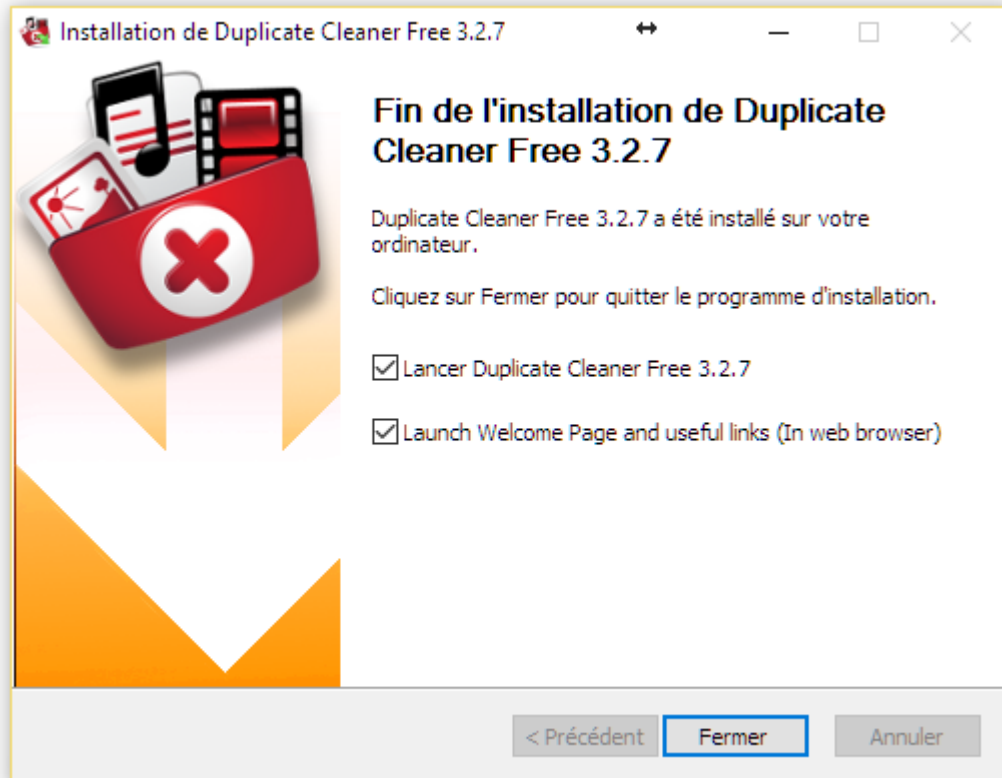 Installation de Duplicate Cleaner Free 3.2.7
Fin de l'installation de Duplicate
Cleaner Free 3.2.7
Duplicate Cleaner Free 3.2.7 a été installé sur votre
ordinateur.
Cliquez sur Fermer pour quitter le programme d'installation.
Lancer Duplicate Cleaner Free 3.2.7
Launch Welcome Page and useful links (In web browser)
< Précédent Fermer Annuler